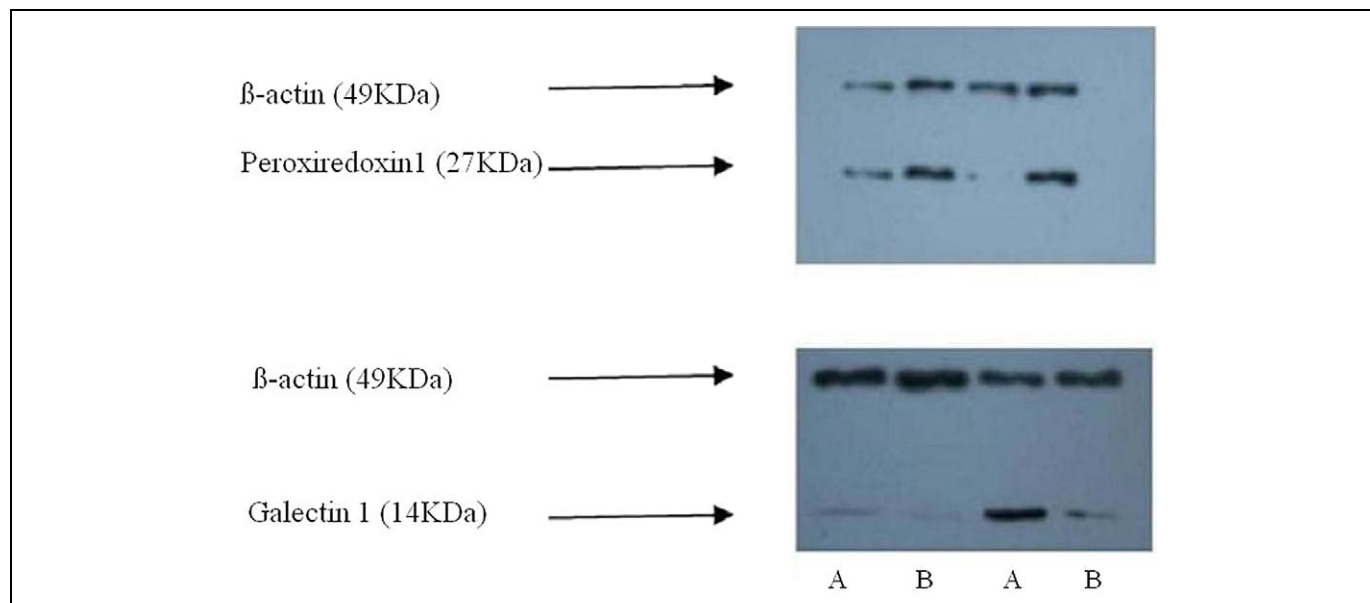 ß-actin (49KDa)
Peroxiredoxin1 (27KDa)
ß-actin (49KDa)
Galectin 1 (14KDa)
A B A B